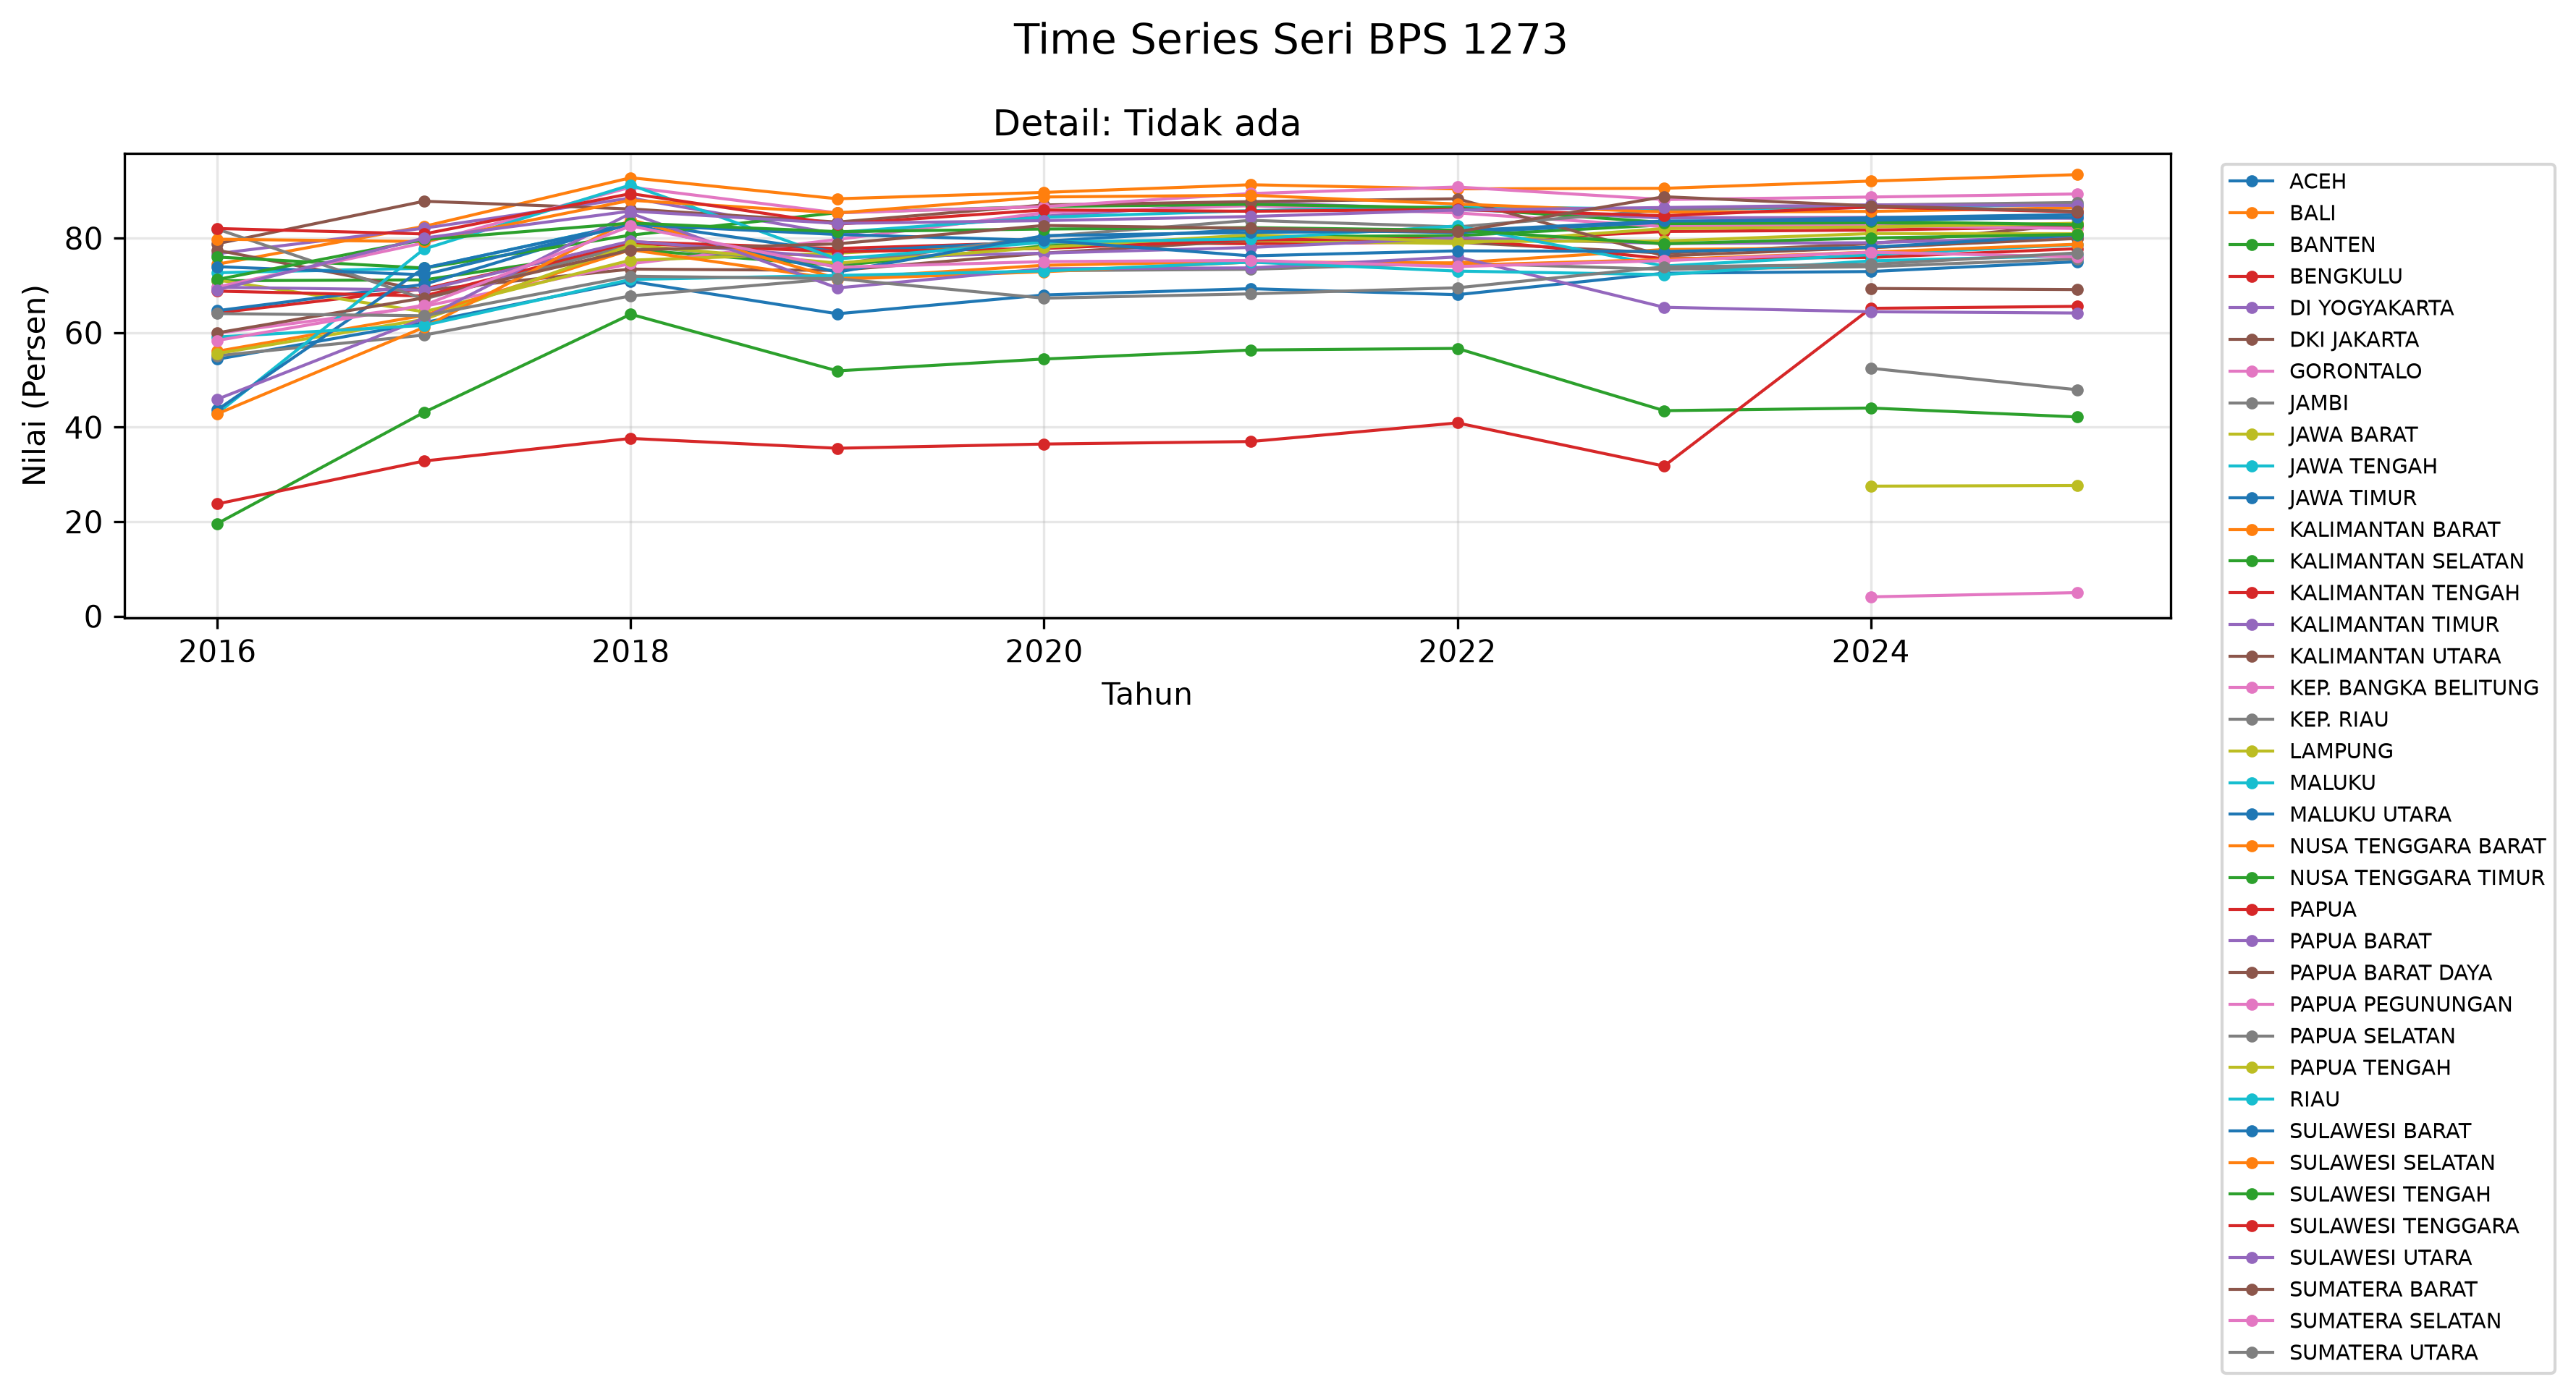 Time Series Seri BPS 1273
Detail: Tidak ada
Nilai (Persen)
80
60
40
20
0
2016 2018 2020 2022 2024
Tahun
ACEH
BALI
BANTEN
BENGKULU
DI YOGYAKARTA
DKI JAKARTA
GORONTALO
JAMBI
JAWA BARAT
JAWA TENGAH
JAWA TIMUR
KALIMANTAN BARAT
KALIMANTAN SELATAN
KALIMANTAN TENGAH
KALIMANTAN TIMUR
KALIMANTAN UTARA
KEP. BANGKA BELITUNG
KEP. RIAU
LAMPUNG
MALUKU
MALUKU UTARA
NUSA TENGGARA BARAT
NUSA TENGGARA TIMUR
PAPUA
PAPUA BARAT
PAPUA BARAT DAYA
PAPUA PEGUNUNGAN
PAPUA SELATAN
PAPUA TENGAH
RIAU
SULAWESI BARAT
SULAWESI SELATAN
SULAWESI TENGAH
SULAWESI TENGGARA
SULAWESI UTARA
SUMATERA BARAT
SUMATERA SELATAN
SUMATERA UTARA